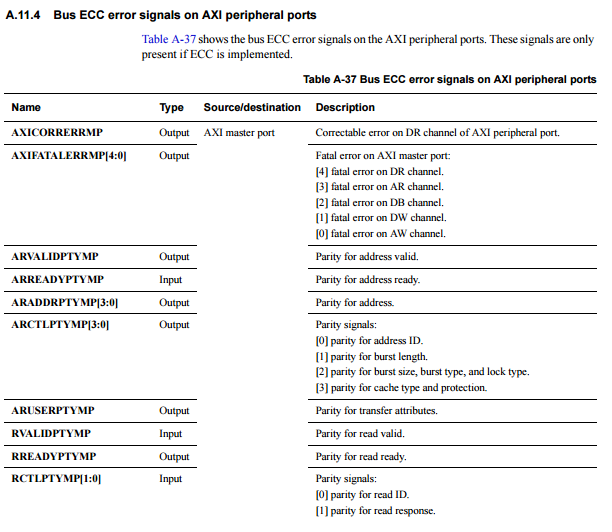 A.11.4 Bus ECC error signals on AXI peripheral ports
Table A-37 shows the bus ECC error signals on the AXI peripheral ports. These signals are only
present if ECC is implemented.
Table A-37 Bus ECC error signals on AXI peripheral ports
Name Type Source/destination Description
AXICORRERRMP Output AXI master port Correctable error on DR channel of AXI peripheral port.
AXIFATALERRMP[4:0] Output Fatal error on AXI master port:
[4] fatal error on DR channel.
[3] fatal error on AR channel.
[2] fatal error on DB channel.
[1] fatal error on DW channel.
[0] fatal error on AW channel.
ARVALIDPTYMP Output Parity for address valid.
ARREADYPTYMP Input Parity for address ready.
ARADDRPTYMP[3:0] Output Parity for address.
ARCTLPTYMP[3:0] Output Parity signals:
[0] parity for address ID.
[1] parity for burst length.
[2] parity for burst size, burst type, and lock type.
[3] parity for cache type and protection.
ARUSERPTYMP Output Parity for transfer attributes.
RVALIDPTYMP Input Parity for read valid.
RREADYPTYMP Output Parity for read ready.
RCTLPTYMP[1:0] Input Parity signals:
[0] parity for read ID.
[1] parity for read response.